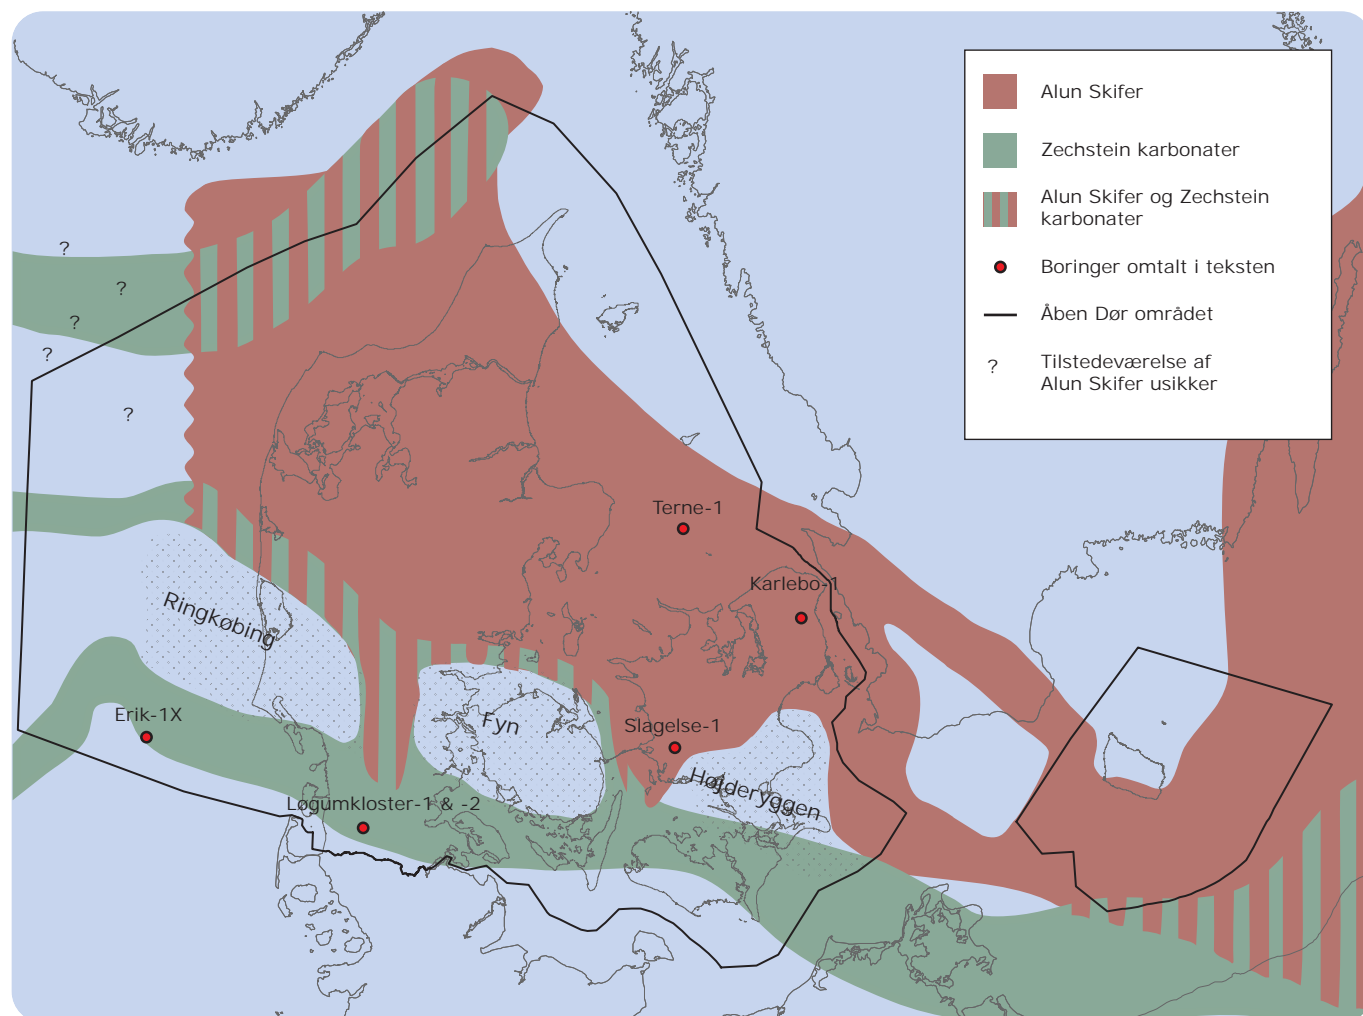 Alun Skifer
Zechstein karbonater
Alun Skifer og Zechstein
karbonater
Boringer omtalt i teksten
Åben Dør området
?
Tilstedeværelse af
Alun Skifer usikker
?
?
?
?
?
Terne-1
Karlebo-1
Ringkøbing
Erik-1X
Fyn
Slagelse-1
Højderyggen
Løgumkloster-1 & -2